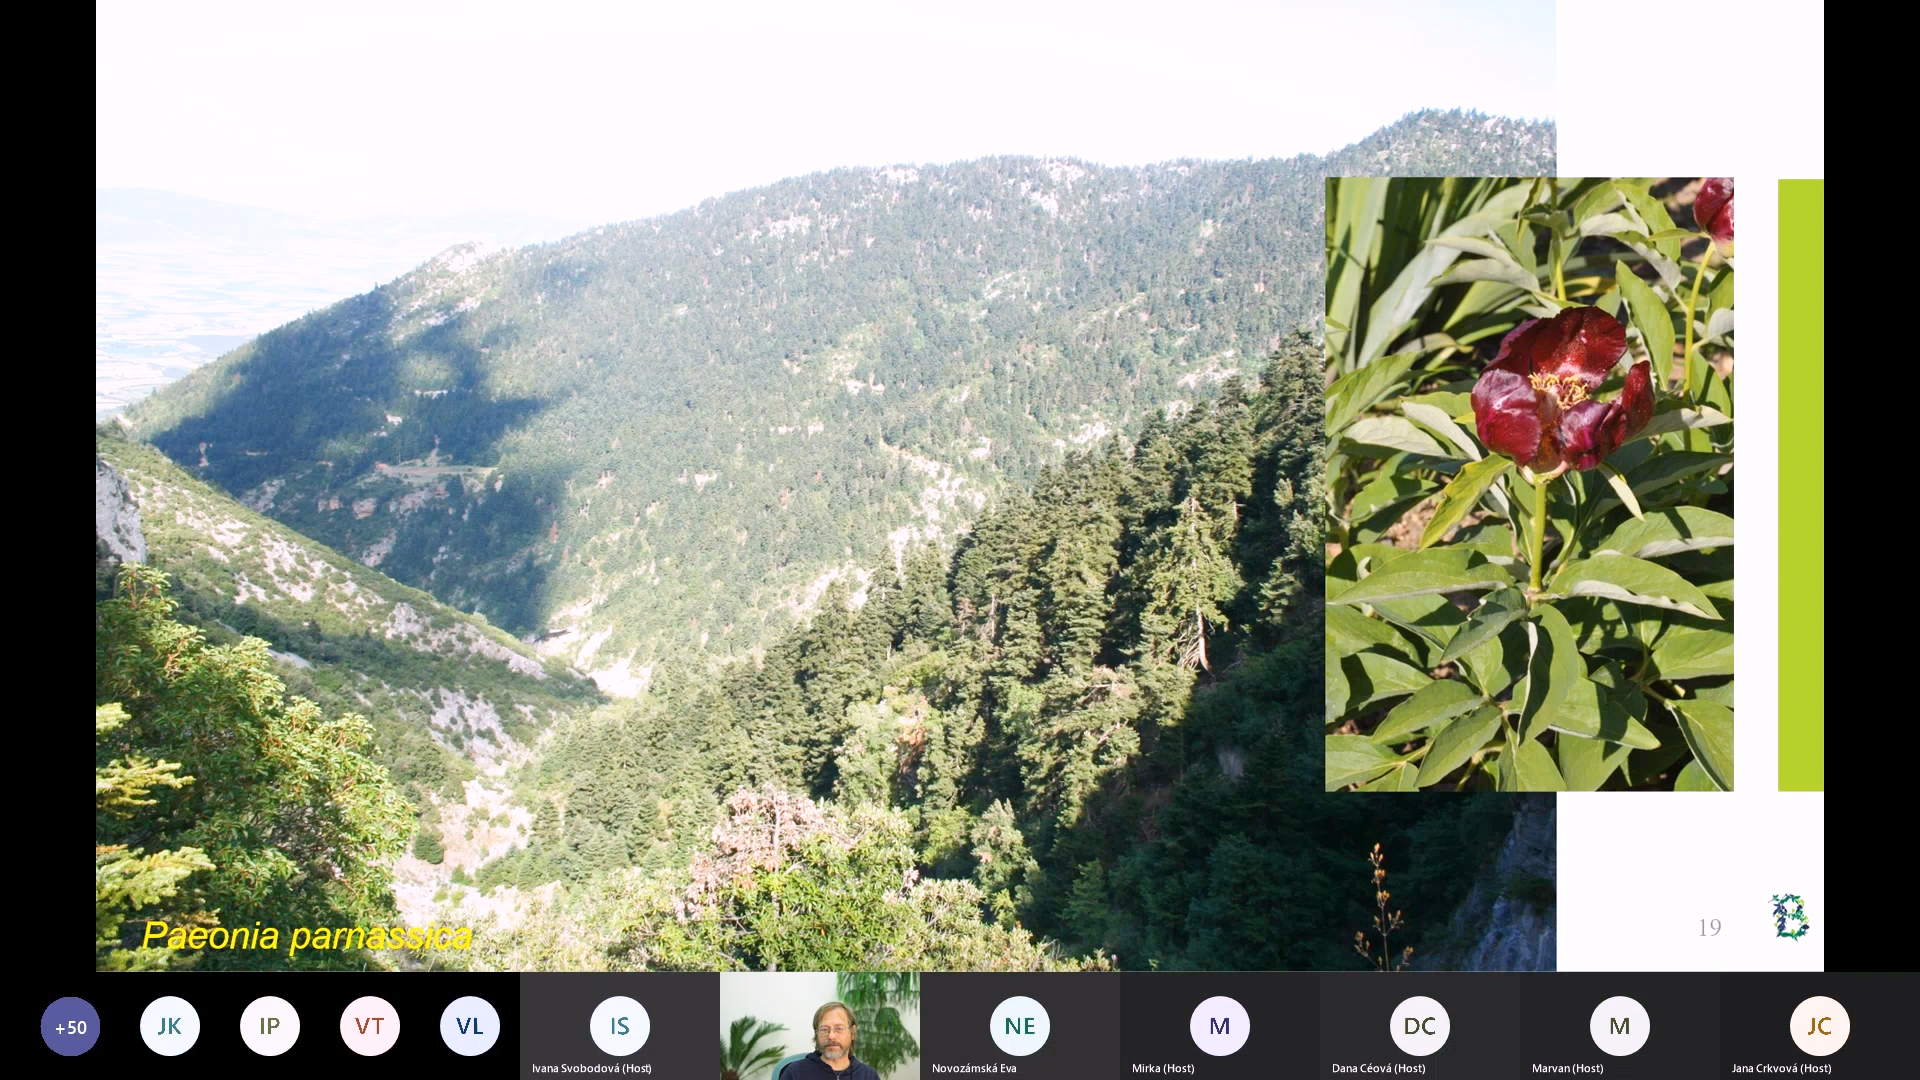 Paeonia parnassica
19
B
+50
JK
IP
VT
VL
IS
NE
M
DC
M
JC
Ivana Svobodová (Host)
Novozámská Eva
Mirka (Host)
Dana Céová (Host)
Marvan (Host)
Jana Crkvová (Host)